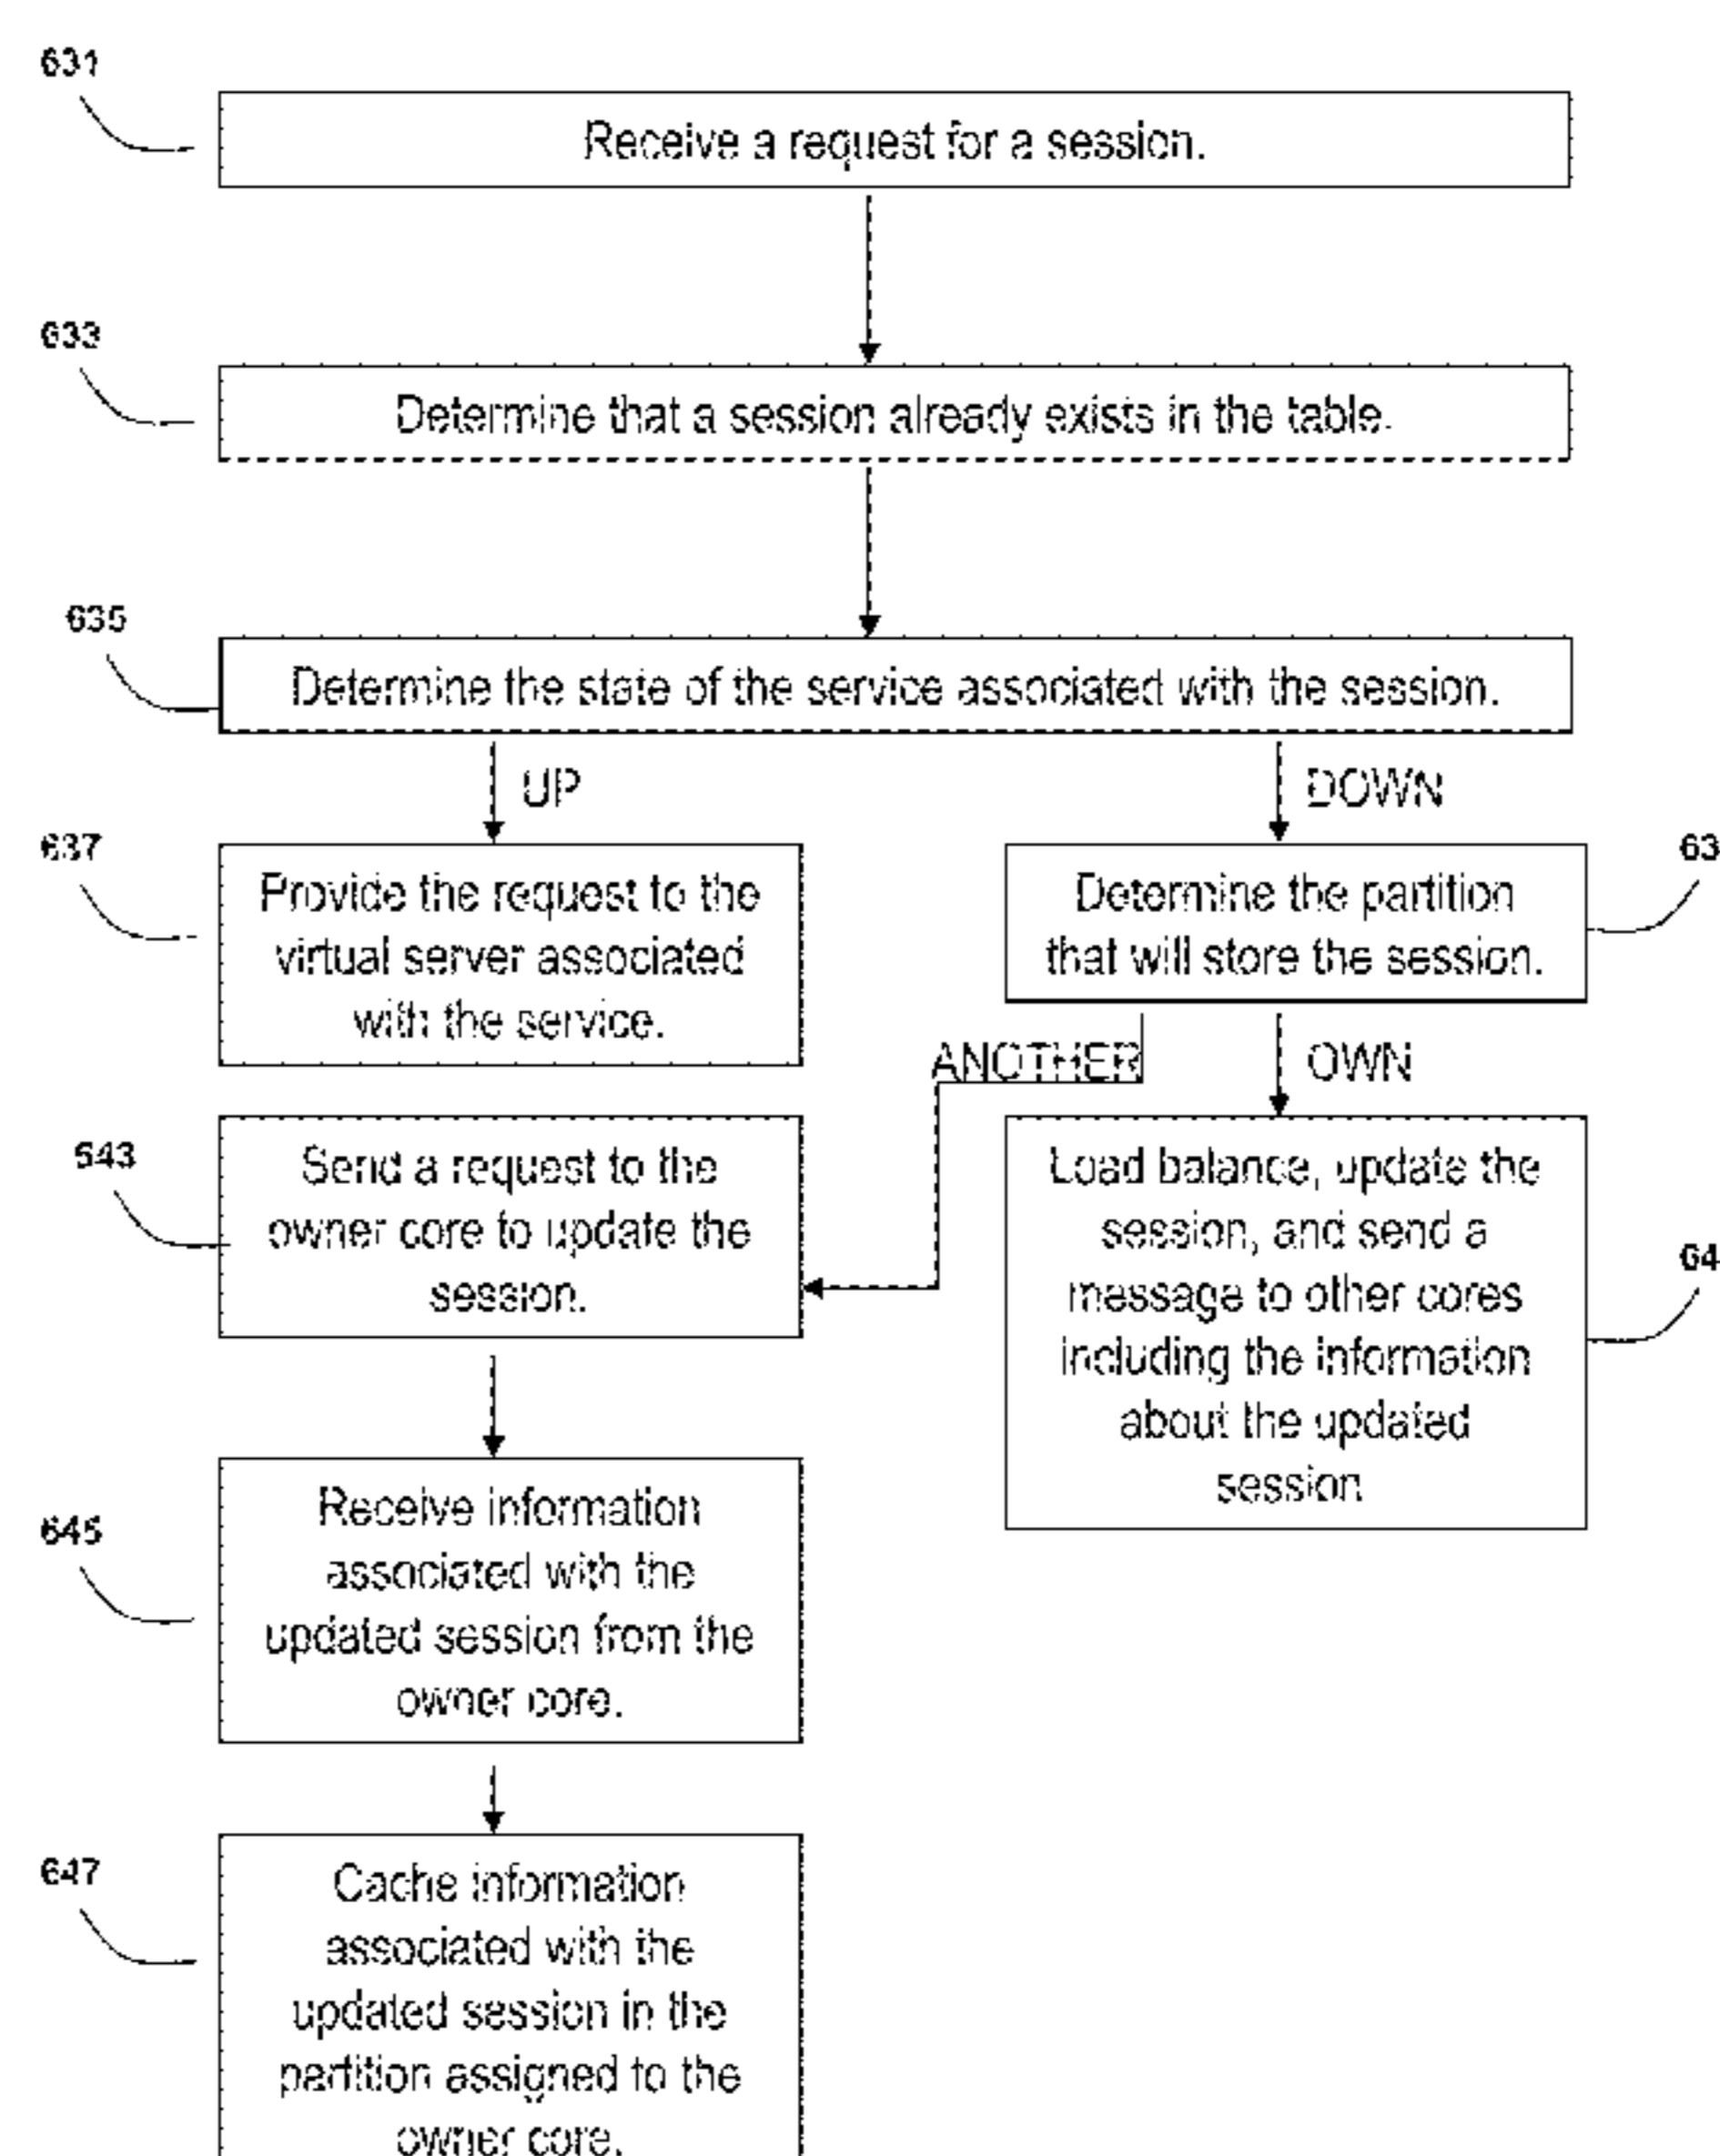 631
Receive a request for a session.
633
Determine that a session already exists in the table.
635
Determine the state of the service associated with the session.
UP
DOWN
637
Provide the request to the
virtual server associated
with the service.
63
Determine the partition
that will store the session.
ANOTHER
OWN
643
Send a request to the
owner core to update the
session.
64
Load balance, update the
session, and send a
message to other cores
including the information
about the updated
session
645
Receive information
associated with the
updated session from the
owner core.
647
Cache information
associated with the
updated session in the
partition assigned to the
owner core.